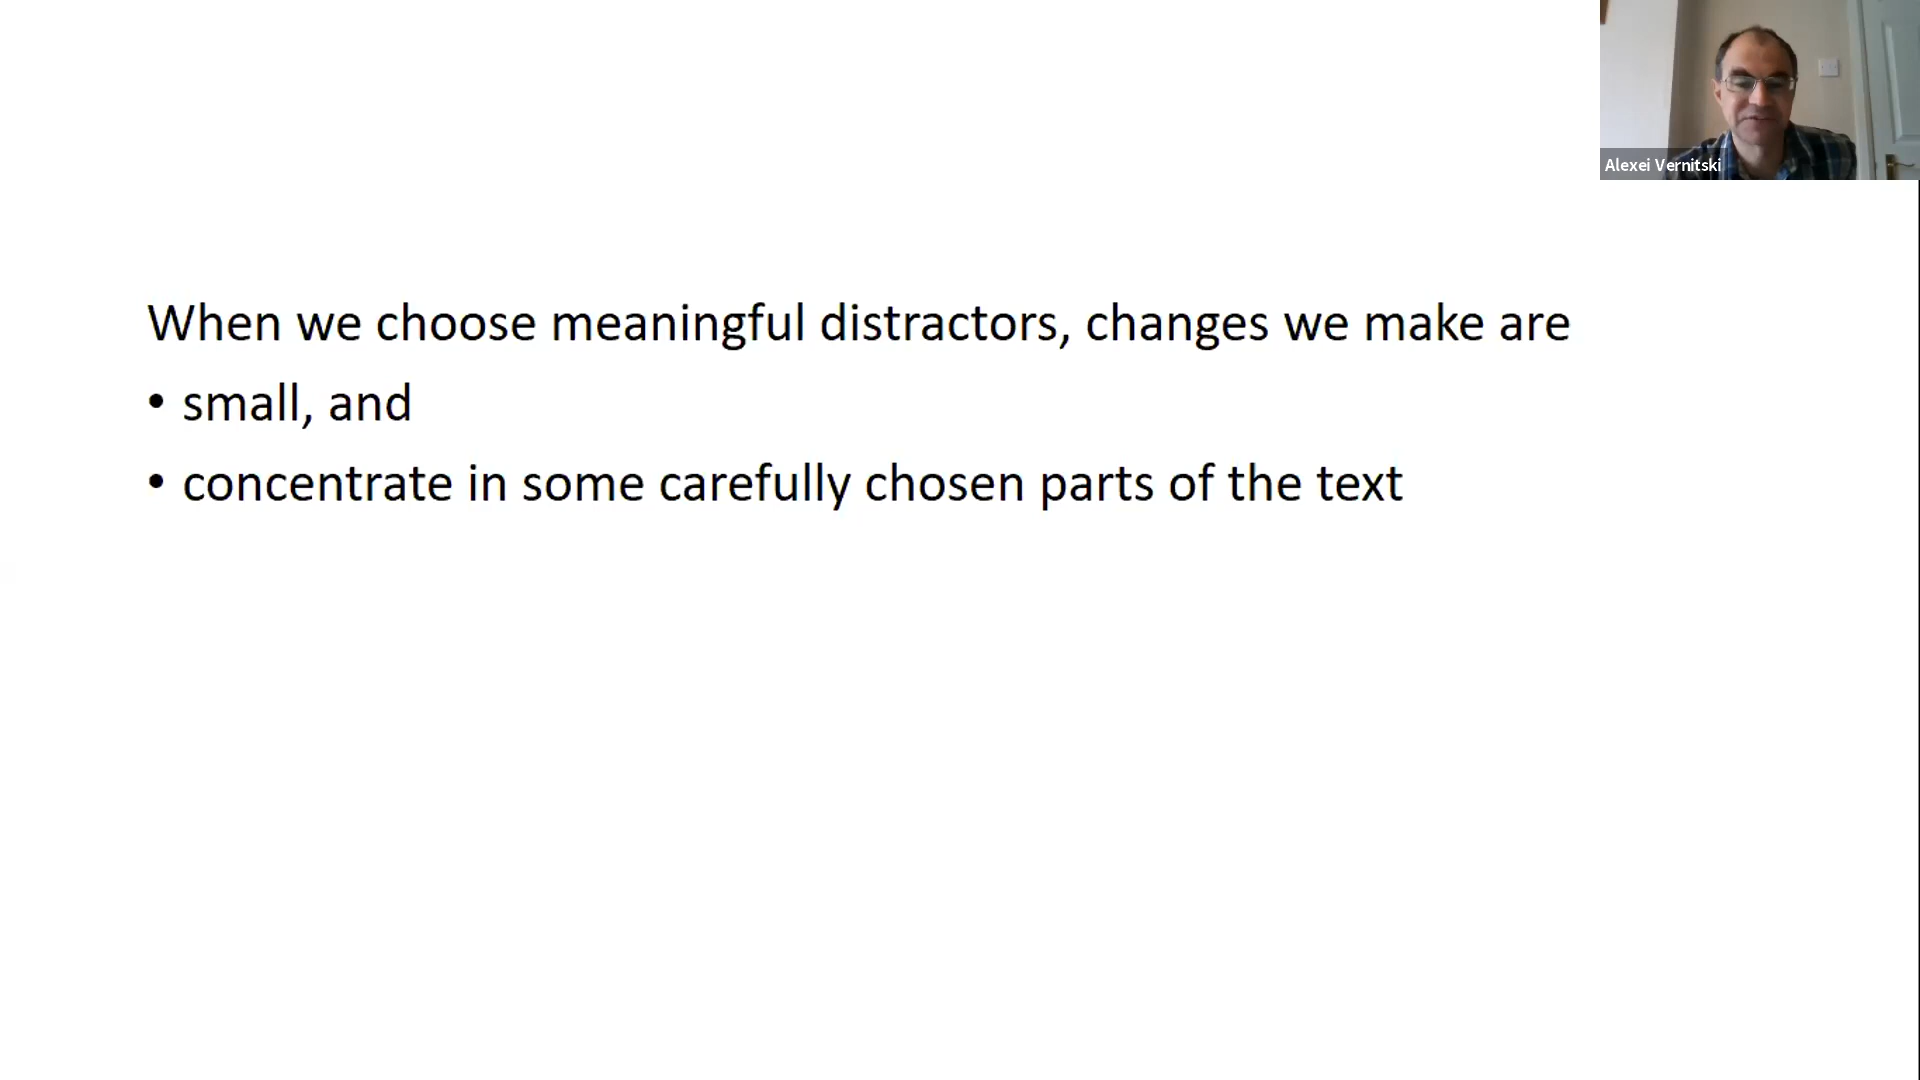 Alexei Vernitski
When we choose meaningful distractors, changes we make are
• small, and
• concentrate in some carefully chosen parts of the text